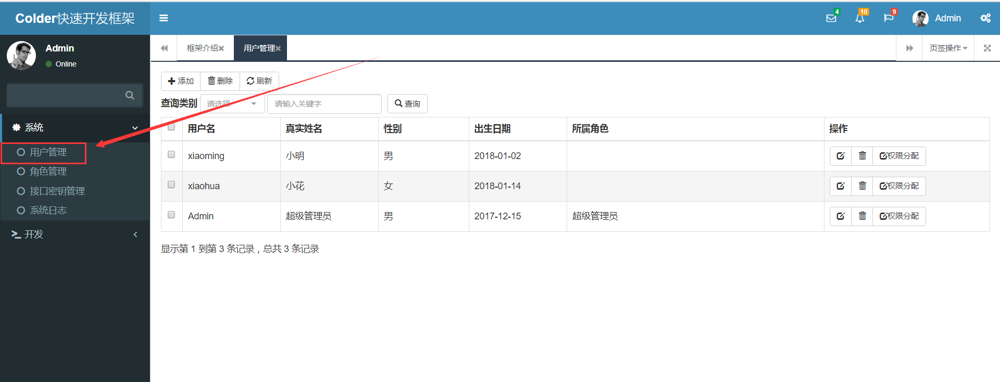 Colder快速开发框架
4
10
9
Admin
Admin
Online
框架介绍
用户管理
页签操作
添加
删除
刷新
查询类别
请选择
请输入关键字
查询
系统
用户管理
角色管理
接口密钥管理
系统日志
开发
用户名 真实姓名 性别 出生日期 所属角色 操作
xiaoming 小明 男 2018-01-02 权限分配
xiaohua 小花 女 2018-01-14 权限分配
Admin 超级管理员 男 2017-12-15 超级管理员 权限分配
显示第 1 到第 3 条记录，总共 3 条记录